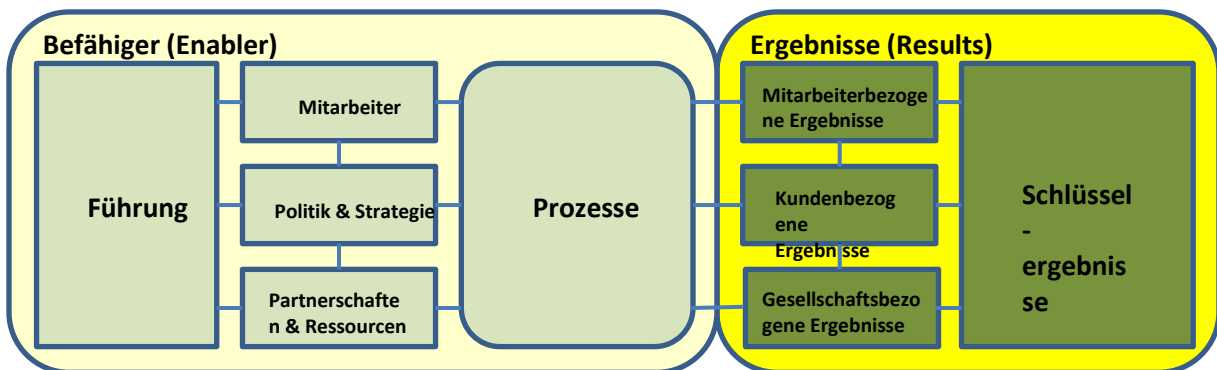 Befähiger (Enabler)
Ergebnisse (Results)
Führung
Mitarbeiter
Politik & Strategie
Partnerschafte
n & Ressourcen
Prozesse
Mitarbeiterbezoge
ne Ergebnisse
Kundenbezog
ene
Ergebnisse
Gesellschaftsbezo
gene Ergebnisse
Schlüssel
-
ergebnis
se